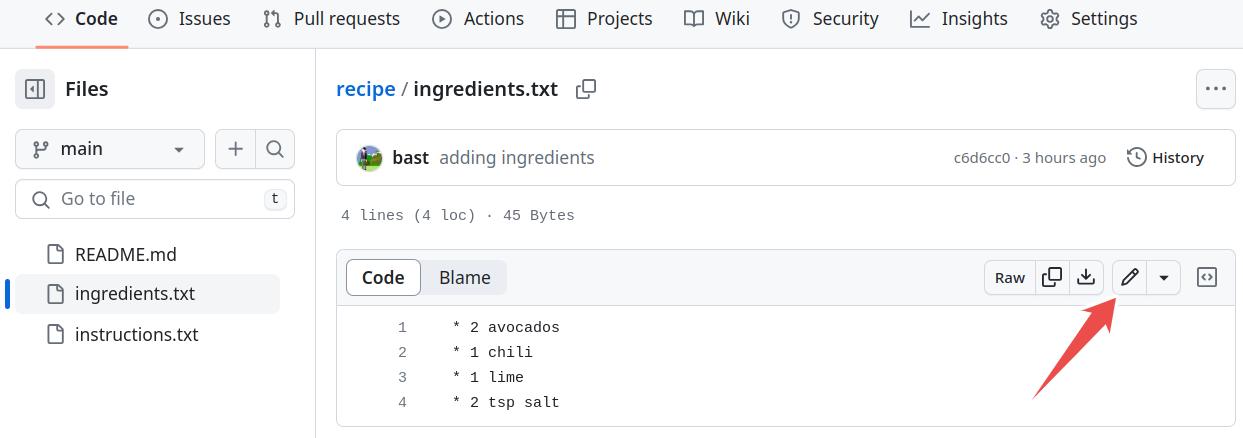 Code Issues Pull requests Actions Projects Wiki Security Insights Settings
Files
main
Go to file t
README.md
ingredients.txt
instructions.txt
recipe / ingredients.txt
bast adding ingredients c6d6cc0 · 3 hours ago History
4 lines (4 loc) · 45 Bytes
Code Blame Raw
1 * 2 avocados
2 * 1 chili
3 * 1 lime
4 * 2 tsp salt